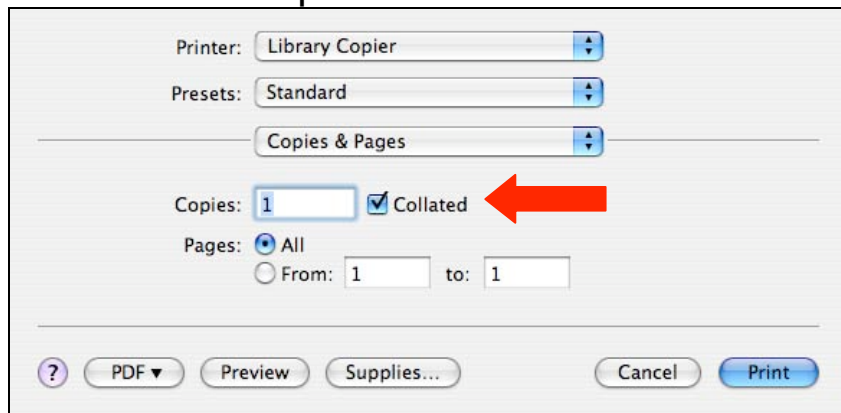 Printer: Library Copier
Presets: Standard
Copies & Pages
Copies: 1 Collated
Pages: All
From: 1 to: 1
? PDF▼ Preview Supplies... Cancel Print